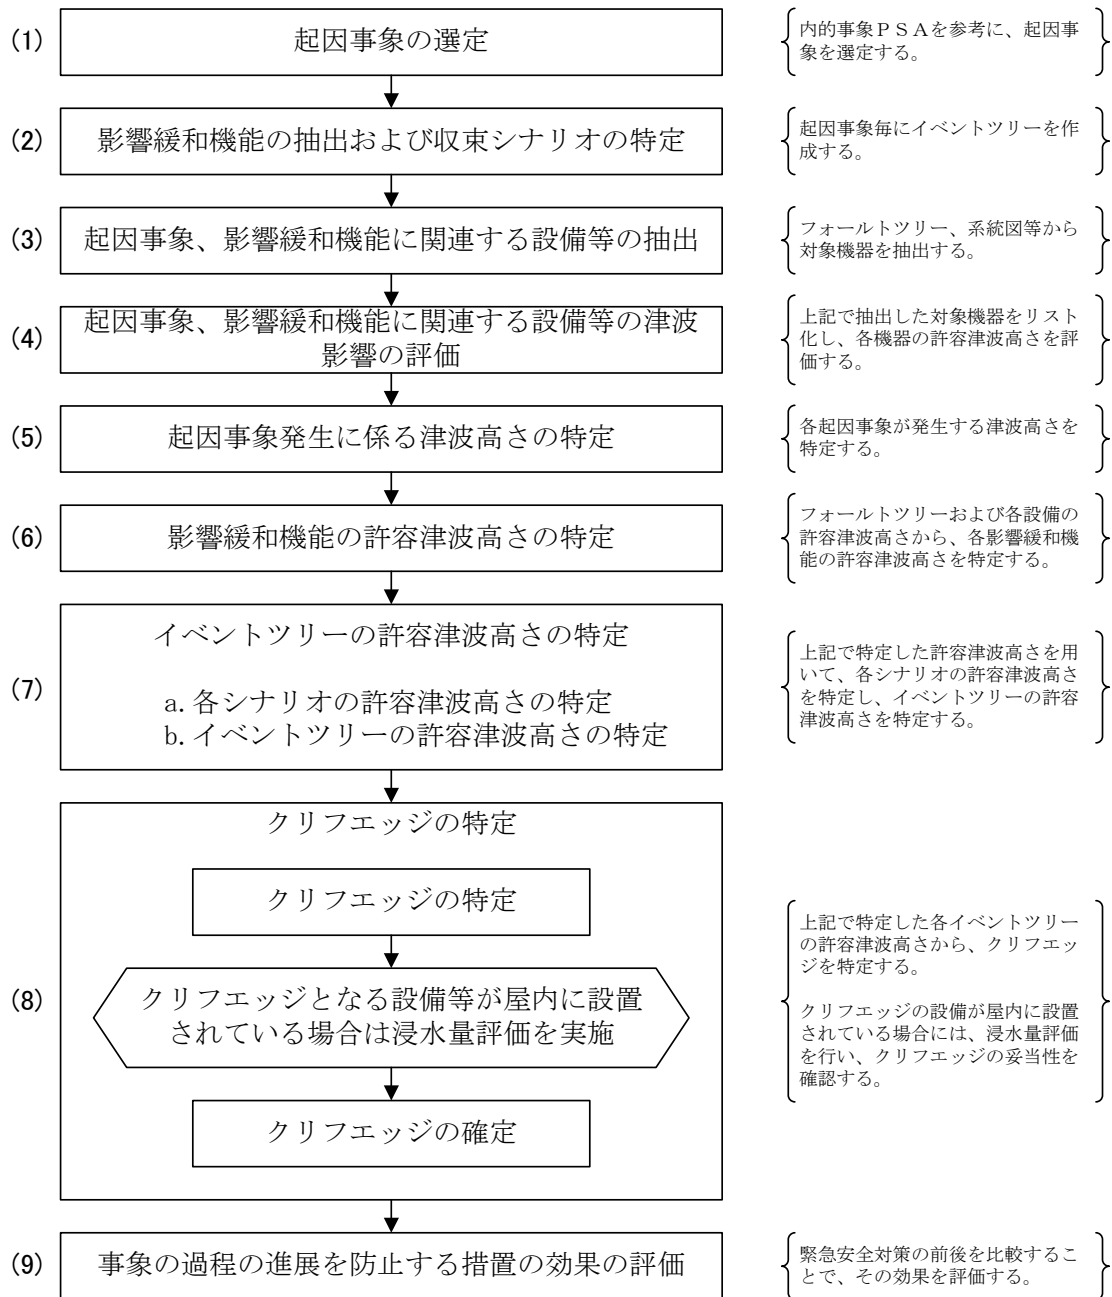 (1)
起因事象の選定
内的事象ＰＳＡを参考に、起因事
象を選定する。
(2)
影響緩和機能の抽出および収束シナリオの特定
起因事象毎にイベントツリーを作
成する。
(3)
起因事象、影響緩和機能に関連する設備等の抽出
フォールトツリー、系統図等から
対象機器を抽出する。
(4)
起因事象、影響緩和機能に関連する設備等の津波
影響の評価
上記で抽出した対象機器をリスト
化し、各機器の許容津波高さを評
価する。
(5)
起因事象発生に係る津波高さの特定
各起因事象が発生する津波高さを
特定する。
(6)
影響緩和機能の許容津波高さの特定
フォールトツリーおよび各設備の
許容津波高さから、各影響緩和機
能の許容津波高さを特定する。
(7)
イベントツリーの許容津波高さの特定
a. 各シナリオの許容津波高さの特定
b. イベントツリーの許容津波高さの特定
上記で特定した許容津波高さを用
いて、各シナリオの許容津波高さ
を特定し、イベントツリーの許容
津波高さを特定する。
(8)
クリフエッジの特定
クリフエッジの特定
クリフエッジとなる設備等が屋内に設置
されている場合は浸水量評価を実施
クリフエッジの確定
上記で特定した各イベントツリー
の許容津波高さから、クリフエッ
ジを特定する。
クリフエッジの設備が屋内に設置
されている場合には、浸水量評価
を行い、クリフエッジの妥当性を
確認する。
(9)
事象の過程の進展を防止する措置の効果の評価
緊急安全対策の前後を比較するこ
とで、その効果を評価する。